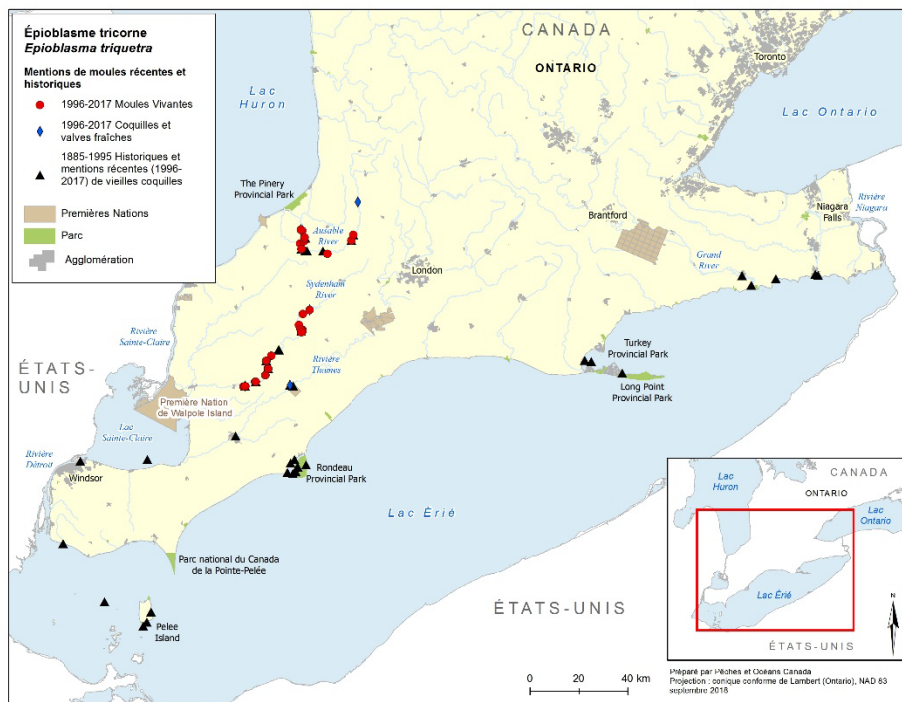 Épioblasme tricorne
Epioblasma triquetra
Mentions de moules récentes et
historiques
1996-2017 Moules Vivantes
1996-2017 Coquilles et
valves fraîches
1885-1995 Historiques et
mentions récentes (1996-
2017) de vieilles coquilles
Premières Nations
Parc
Agglomération
CANADA
ONTARIO
Toronto
Lac
Huron
Lac Ontario
The Pinery
Provincial Park
Ausable
River
Brantford
Niagara
Falls
Rivière
Niagara
London
Grand
River
Sydenham
River
Rivière
Sainte-Claire
Rivière
Thames
Turkey
Provincial Park
Long Point
Provincial Park
ÉTATS-
UNIS
Première Nation
de Walpole Island
Lac
Sainte-Claire
Rivière
Détroit
Windsor
Rondeau
Provincial Park
Lac Èrié
Parc national du Canada
de la Pointe-Pelée
Pelee
Island
ÉTATS-UNIS
Lac
Huron
CANADA
ONTARIO
Lac
Ontario
Lac Érié
ÉTATS-UNIS
N
0 20 40 km
Préparé par Pêches et Océans Canada
Projection : conique conforme de Lambert (Ontario), NAD 83
septembre 2018